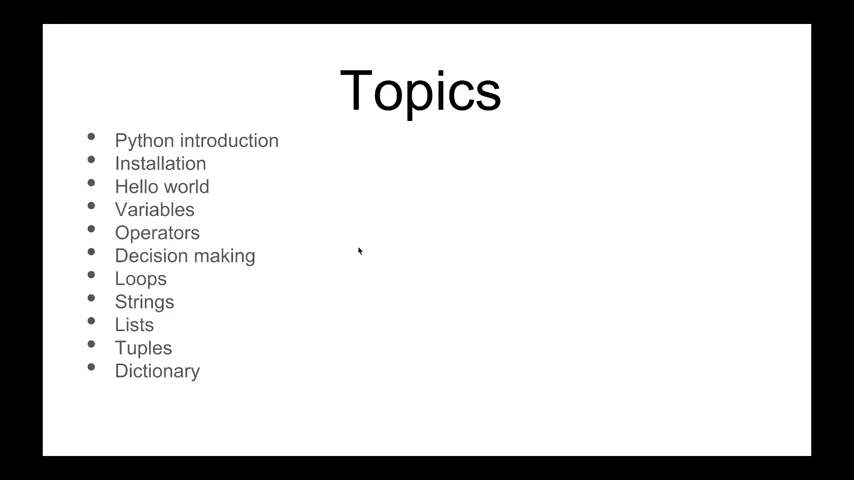 Topics
• Python introduction
• Installation
• Hello world
• Variables
• Operators
• Decision making
• Loops
• Strings
• Lists
• Tuples
• Dictionary